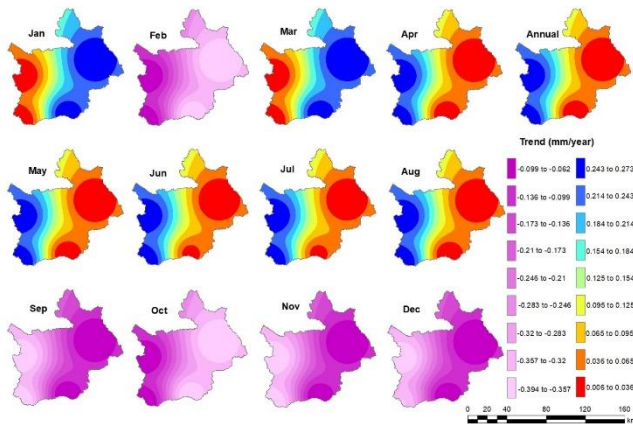 Jan
Feb
Mar
Apr
Annual
May
Jun
Jul
Aug
Sep
Oct
Nov
Dec
Trend (mm/year)
-0.099 to -0.062
0.243 to 0.273
-0.136 to -0.099
0.214 to 0.243
-0.173 to -0.136
0.184 to 0.214
-0.21 to -0.173
0.154 to 0.184
-0.246 to -0.21
0.125 to 0.154
-0.283 to -0.246
0.095 to 0.125
-0.32 to -0.283
0.065 to 0.095
-0.357 to -0.32
0.036 to 0.065
-0.394 to -0.357
0.006 to 0.036
0 20 40 80 120 160